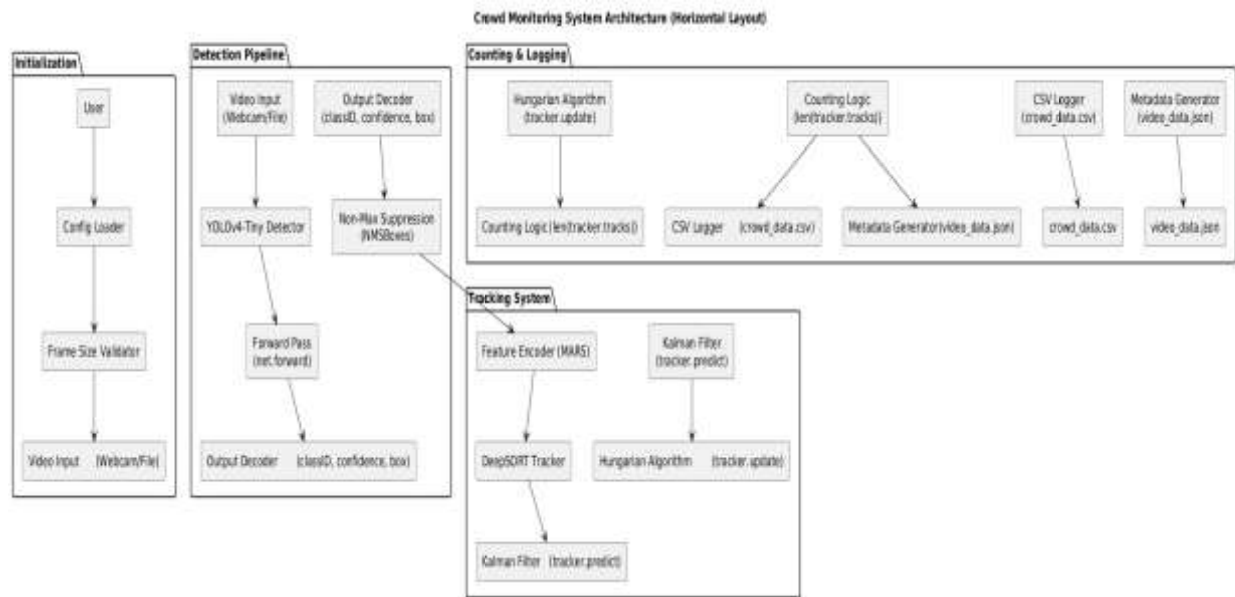 Crowd Monitoring System Architecture (Horizontal Layout)
Initialization
User
Config Loader
Frame Size Validator
Video Input (Webcam/File)
Detection Pipeline
Video Input
(Webcam/File)
Output Decoder
(classID, confidence, box)
YOLOv4-Tiny Detector
Non-Max Suppression
(NMSBoxes)
Forward Pass
(net.forward)
Output Decoder (classID, confidence, box)
Counting & Logging
Hungarian Algorithm
(tracker.update)
Counting Logic
(len(tracker.tracks))
CSV Logger
(crowd_data.csv)
Metadata Generator
(video_data.json)
Counting Logic (len(tracker.tracks))
CSV Logger (crowd_data.csv)
Metadata Generator(video_data.json)
crowd_data.csv
video_data.json
Tracking System
Feature Encoder (MARS)
Kalman Filter
(tracker.predict)
DeepSORT Tracker
Hungarian Algorithm (tracker.update)
Kalman Filter (tracker.predict)